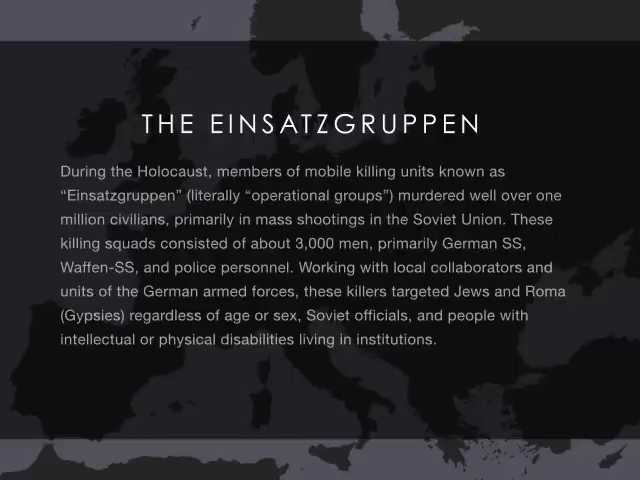 THE EINSATZGRUPPEN
During the Holocaust, members of mobile killing units known as
“Einsatzgruppen” (literally “operational groups”) murdered well over one
million civilians, primarily in mass shootings in the Soviet Union. These
killing squads consisted of about 3,000 men, primarily German SS,
Waffen-SS, and police personnel. Working with local collaborators and
units of the German armed forces, these killers targeted Jews and Roma
(Gypsies) regardless of age or sex, Soviet officials, and people with
intellectual or physical disabilities living in institutions.